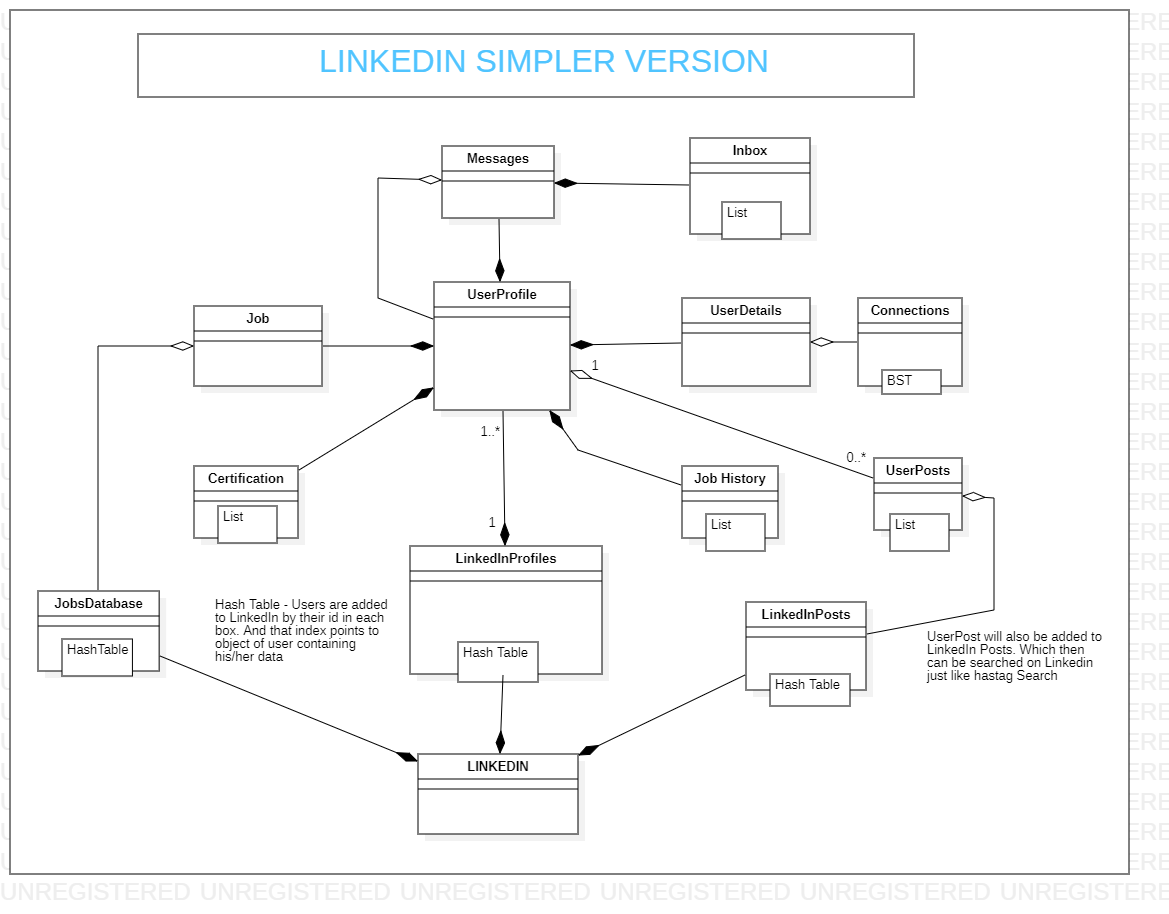 LINKEDIN SIMPLER VERSION
Messages
Inbox
List
UserProfile
Job
UserDetails
Connections
BST
1
1..*
0..*
Certification
List
Job History
List
UserPosts
List
1
LinkedInProfiles
Hash Table
JobsDatabase
HashTable
Hash Table - Users are added
to LinkedIn by their id in each
box. And that index points to
object of user containing
his/her data
LinkedInPosts
Hash Table
UserPost will also be added to
LinkedIn Posts. Which then
can be searched on Linkedin
just like hastag Search
LINKEDIN
UNREGISTERED UNREGISTERED UNREGISTERED UNREGISTERED UNREGISTERED UNREGISTERE